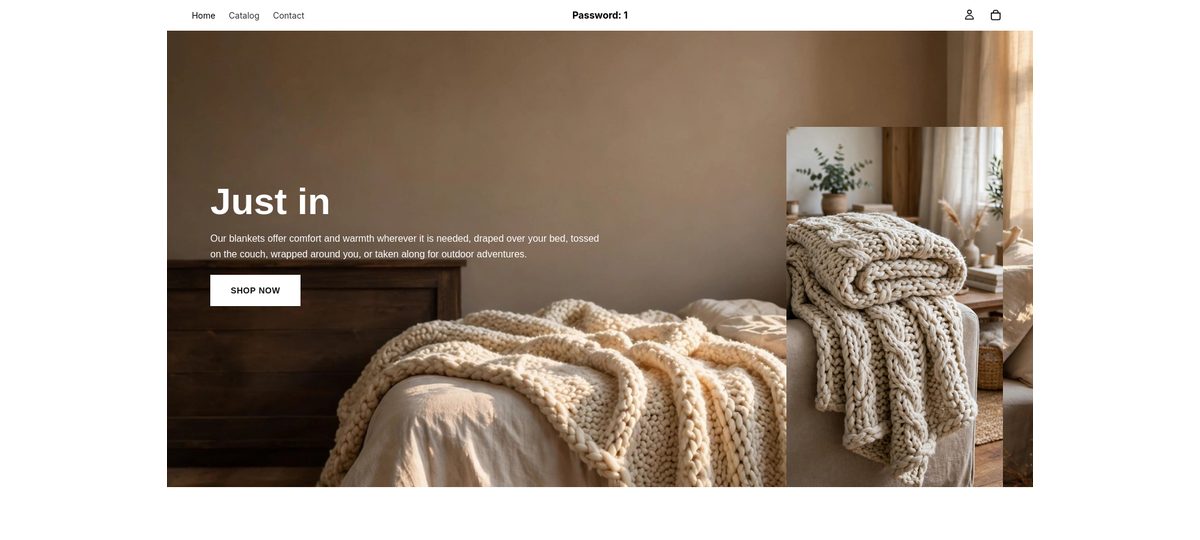 Home Catalog Contact Password: 1
Just in
Our blankets offer comfort and warmth wherever it is needed, draped over your bed, tossed
on the couch, wrapped around you, or taken along for outdoor adventures.
SHOP NOW